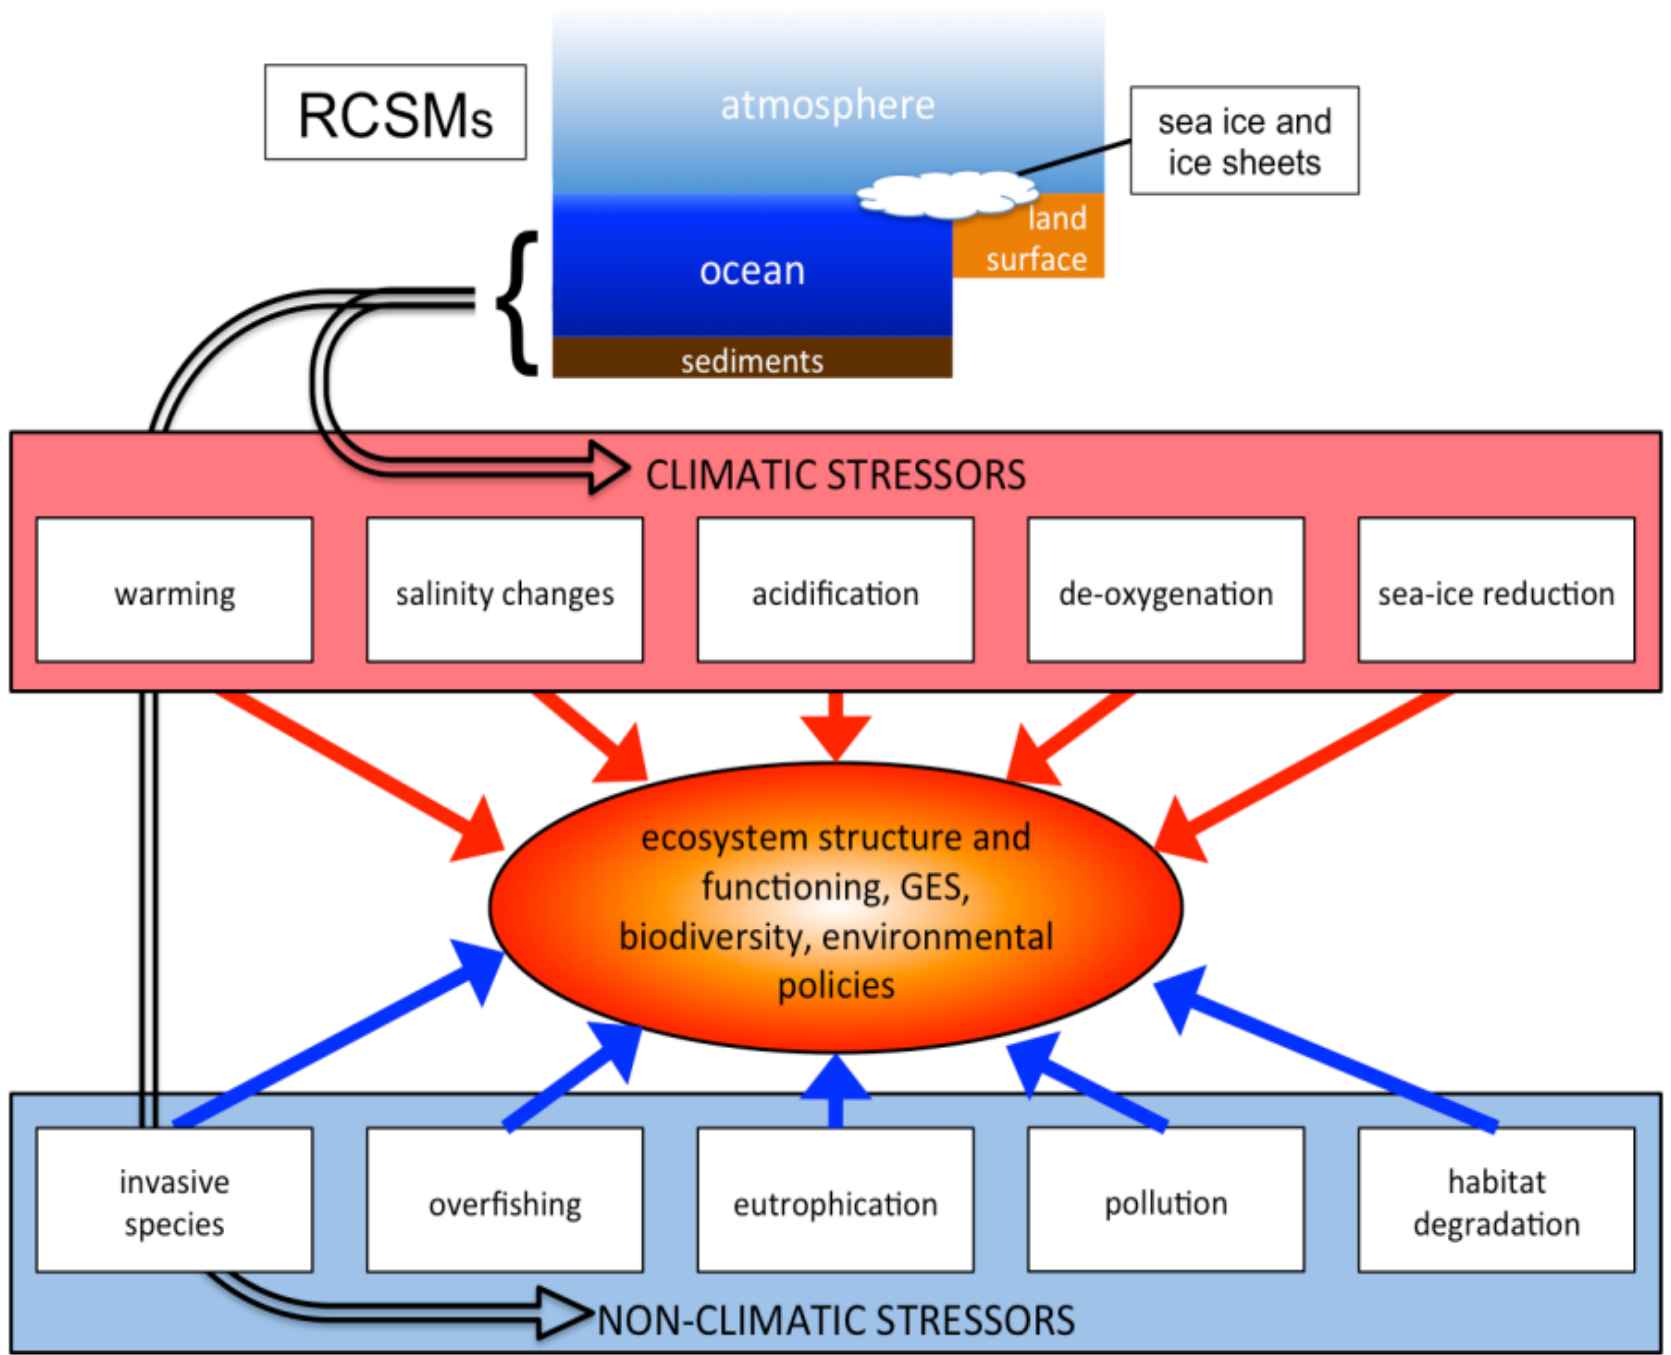 RCSMs
atmosphere
sea ice and
ice sheets
land
surface
ocean
sediments
CLIMATIC STRESSORS
warming
salinity changes
acidification
de-oxygenation
sea-ice reduction
ecosystem structure and
functioning, GES,
biodiversity, environmental
policies
invasive
species
overfishing
eutrophication
pollution
habitat
degradation
NON-CLIMATIC STRESSORS